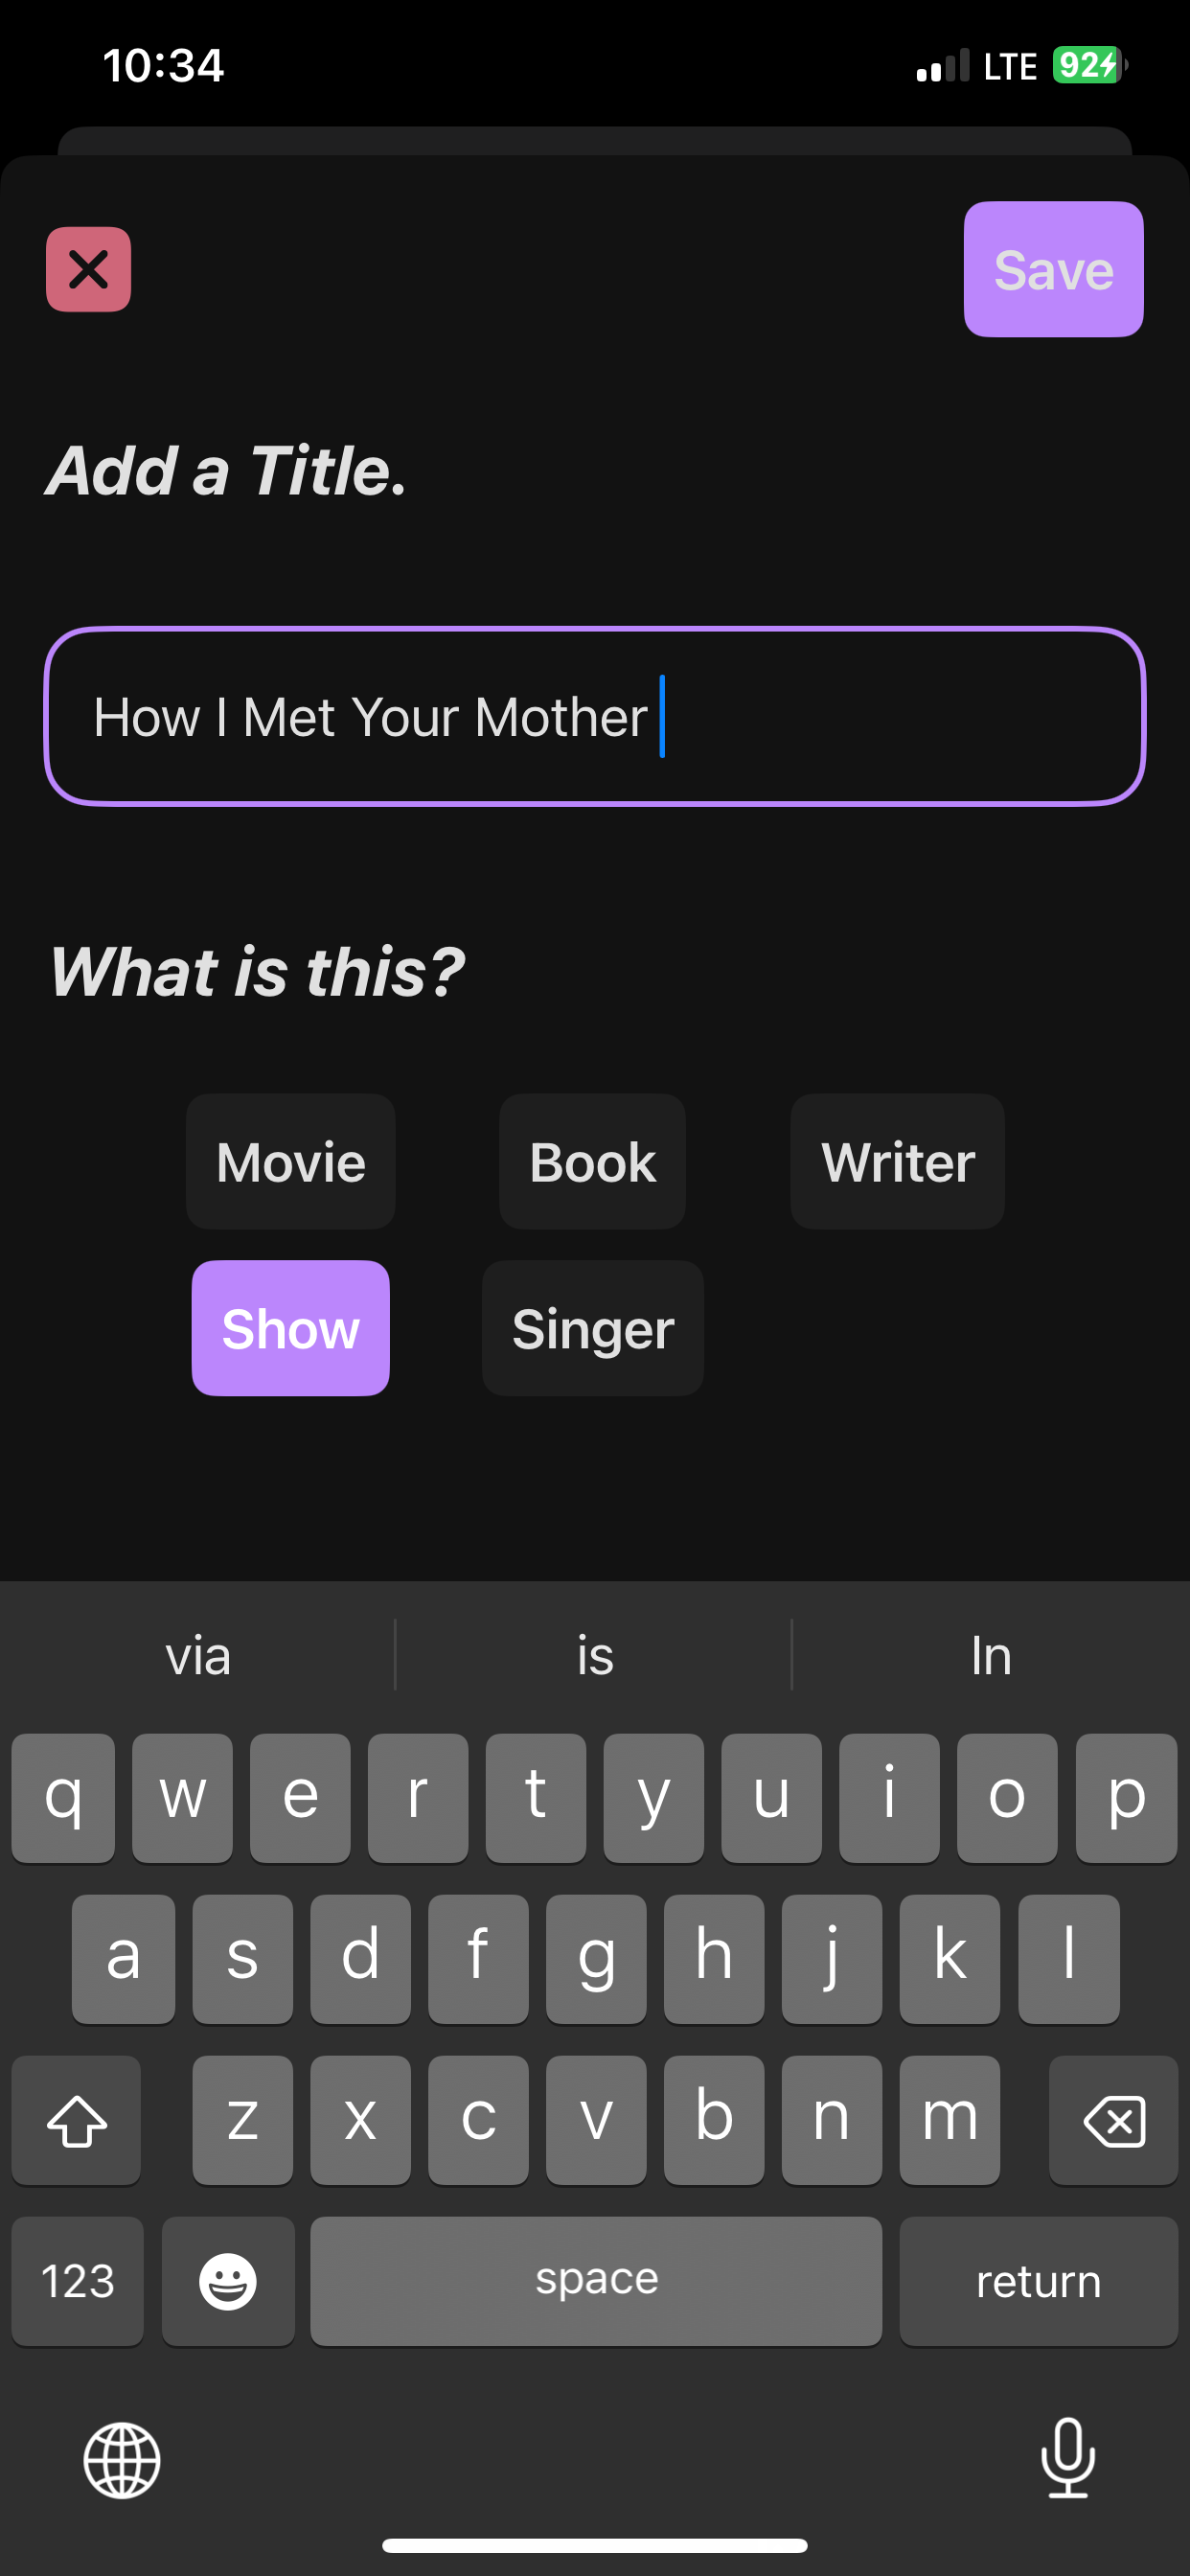 10:34 LTE 92
Save
Add a Title.
How I Met Your Mother
What is this?
Movie Book Writer
Show Singer
via is In
q w e r t y u i o p
a s d f g h j k l
z x c v b n m
123 space return